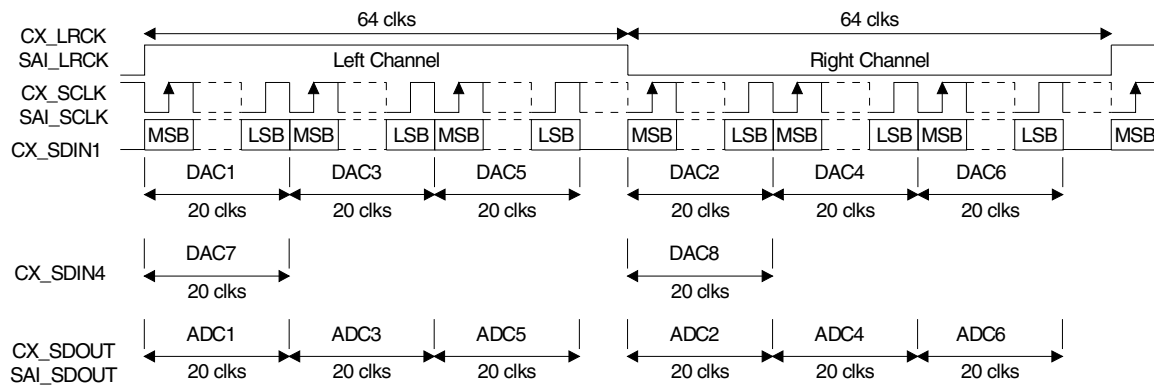 64 clks 64 clks
CX_LRCK
SAI_LRCK Left Channel Right Channel
CX_SCLK
SAI_SCLK
CX_SDIN1 MSB LSB MSB LSB MSB LSB MSB LSB MSB LSB MSB LSB MSB
DAC1 DAC3 DAC5 DAC2 DAC4 DAC6
20 clks 20 clks 20 clks 20 clks 20 clks 20 clks
DAC7 DAC8
CX_SDIN4
20 clks 20 clks
ADC1 ADC3 ADC5 ADC2 ADC4 ADC6
CX_SDOUT
SAI_SDOUT 20 clks 20 clks 20 clks 20 clks 20 clks 20 clks